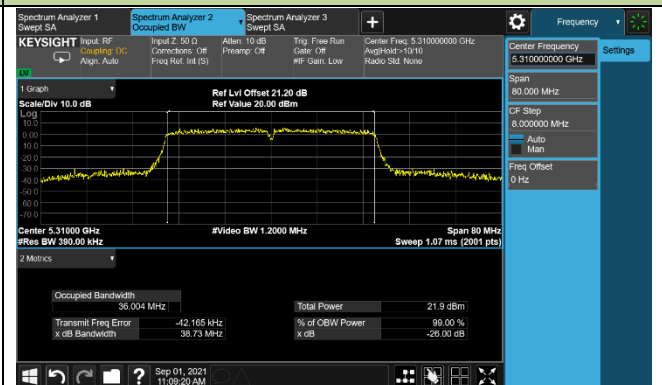 Spectrum Analyzer 1
Swept SA
Spectrum Analyzer 2
Occupied BW
Spectrum Analyzer 3
Swept SA
+
Frequency
KEYSIGHT
Input: RF
Coupling: DC
Align: Auto
Input Z: 50 Ω
Corrections: Off
Freq Ref: Int (S)
Atten: 10 dB
Preamp: Off
Trig: Free Run
Gate: Off
#IF Gain: Low
Center Freq: 5.310000000 GHz
Avg|Hold:>10/10
Radio Std: None
LXI
Center Frequency
5.310000000 GHz
Settings
Span
80.000 MHz
CF Step
8.000000 MHz
Auto
Man
Freq Offset
0 Hz
1 Graph
Scale/Div 10.0 dB
Ref Lvl Offset 21.20 dB
Ref Value 20.00 dBm
Log
10.0
0.00
-10.0
-20.0
-30.0
-40.0
-50.0
-60.0
-70.0
Center 5.31000 GHz
#Video BW 1.2000 MHz
Span 80 MHz
#Res BW 390.00 kHz
Sweep 1.07 ms (2001 pts)
2 Metrics
Occupied Bandwidth
36.004 MHz
Total Power
21.9 dBm
Transmit Freq Error
-42.165 kHz
% of OBW Power
99.00 %
x dB Bandwidth
38.73 MHz
x dB
-26.00 dB
?
Sep 01, 2021
11:09:20 AM